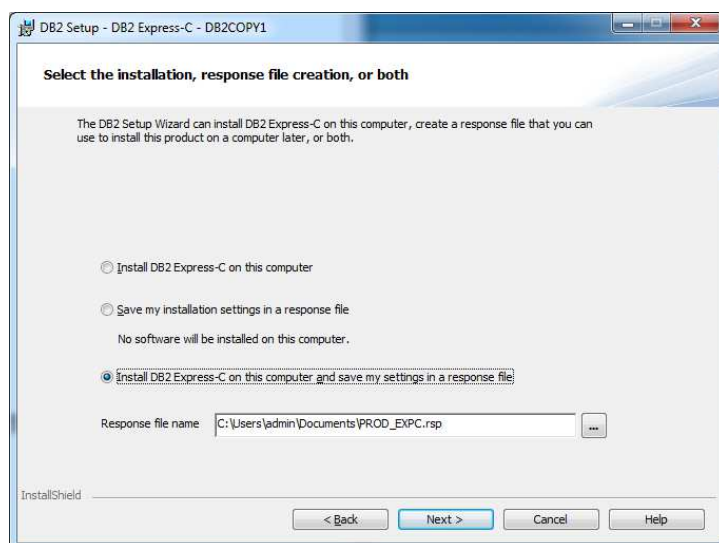 DB2 Setup - DB2 Express-C - DB2COPY1
Select the installation, response file creation, or both
The DB2 Setup Wizard can install DB2 Express-C on this computer, create a response file that you can
use to install this product on a computer later, or both.
Install DB2 Express-C on this computer
Save my installation settings in a response file
No software will be installed on this computer.
Install DB2 Express-C on this computer and save my settings in a response file
Response file name C:\Users\admin\Documents\PROD_EXPC.rsp ...
InstallShield
< Back Next > Cancel Help